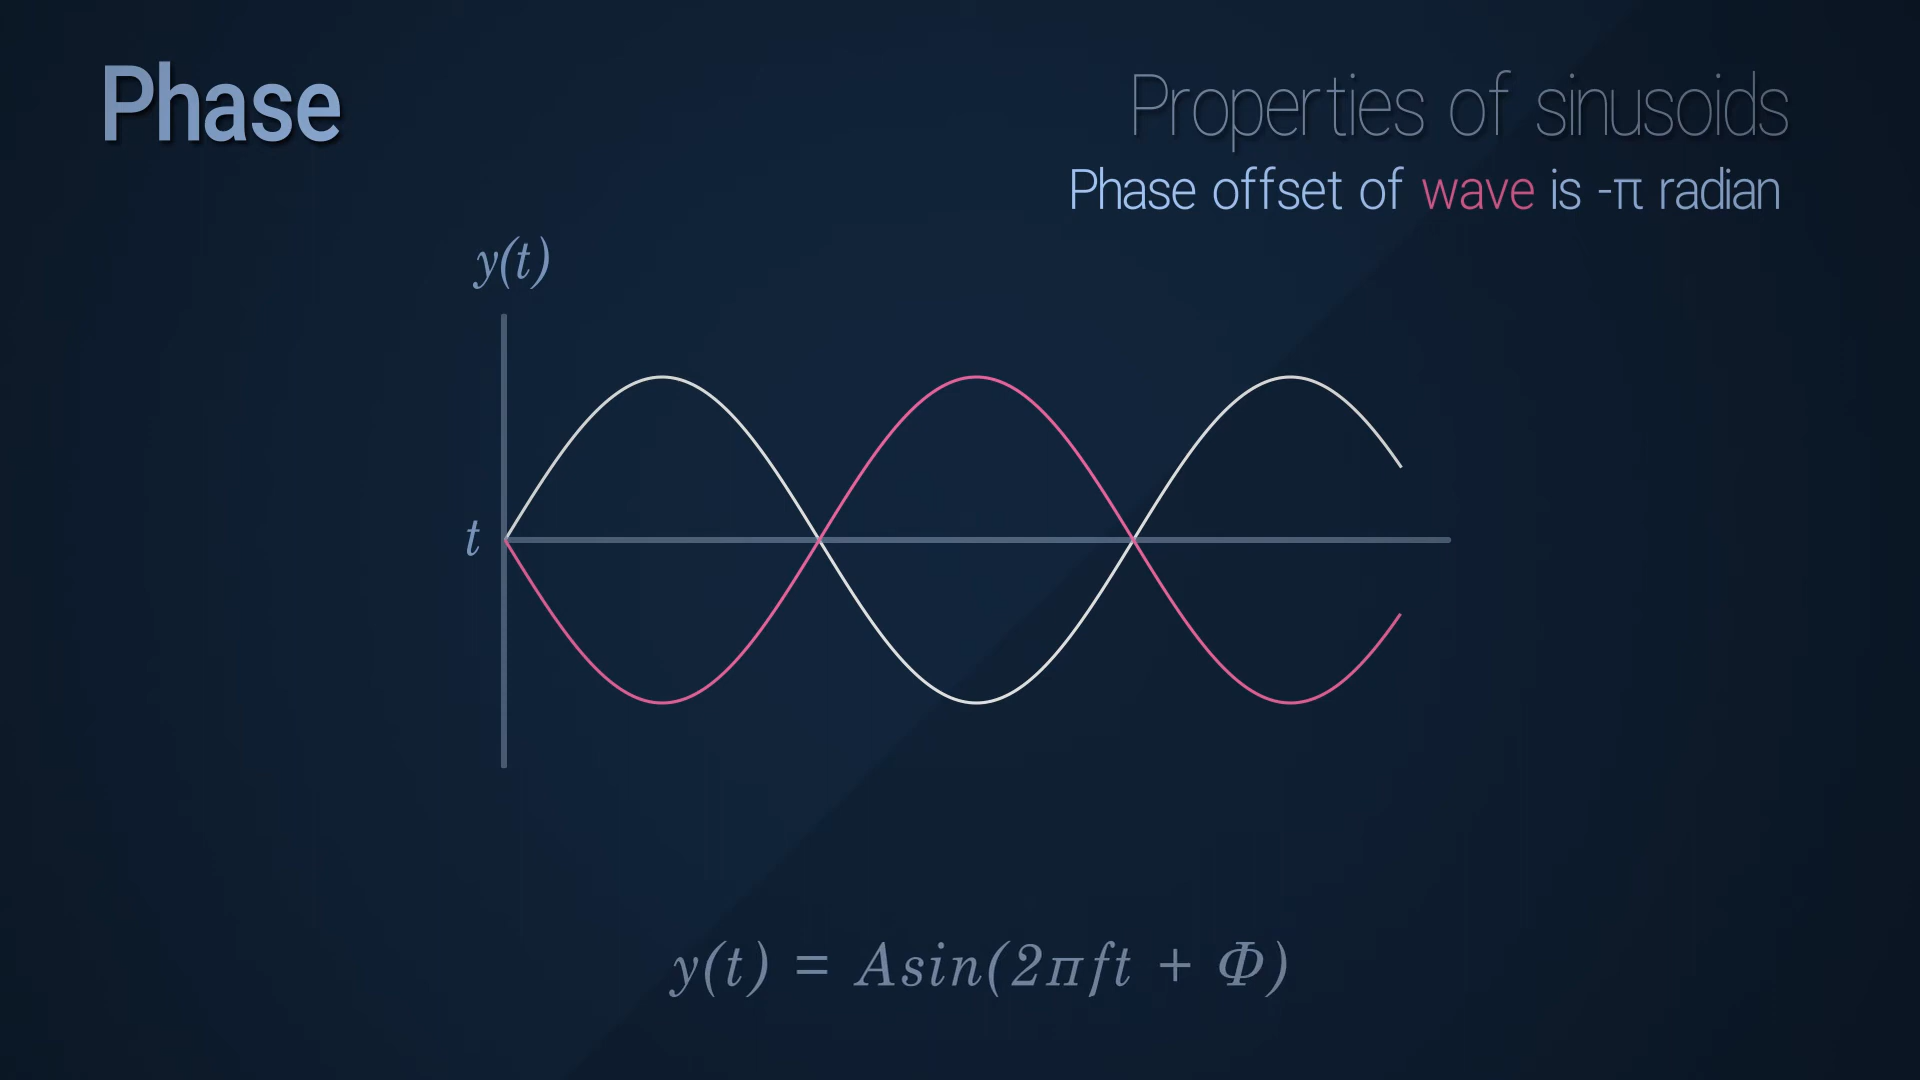 Phase
Properties of sinusoids
Phase offset of wave is -π radian
y(t)
t
y(t) = Asin(2πft + Φ)